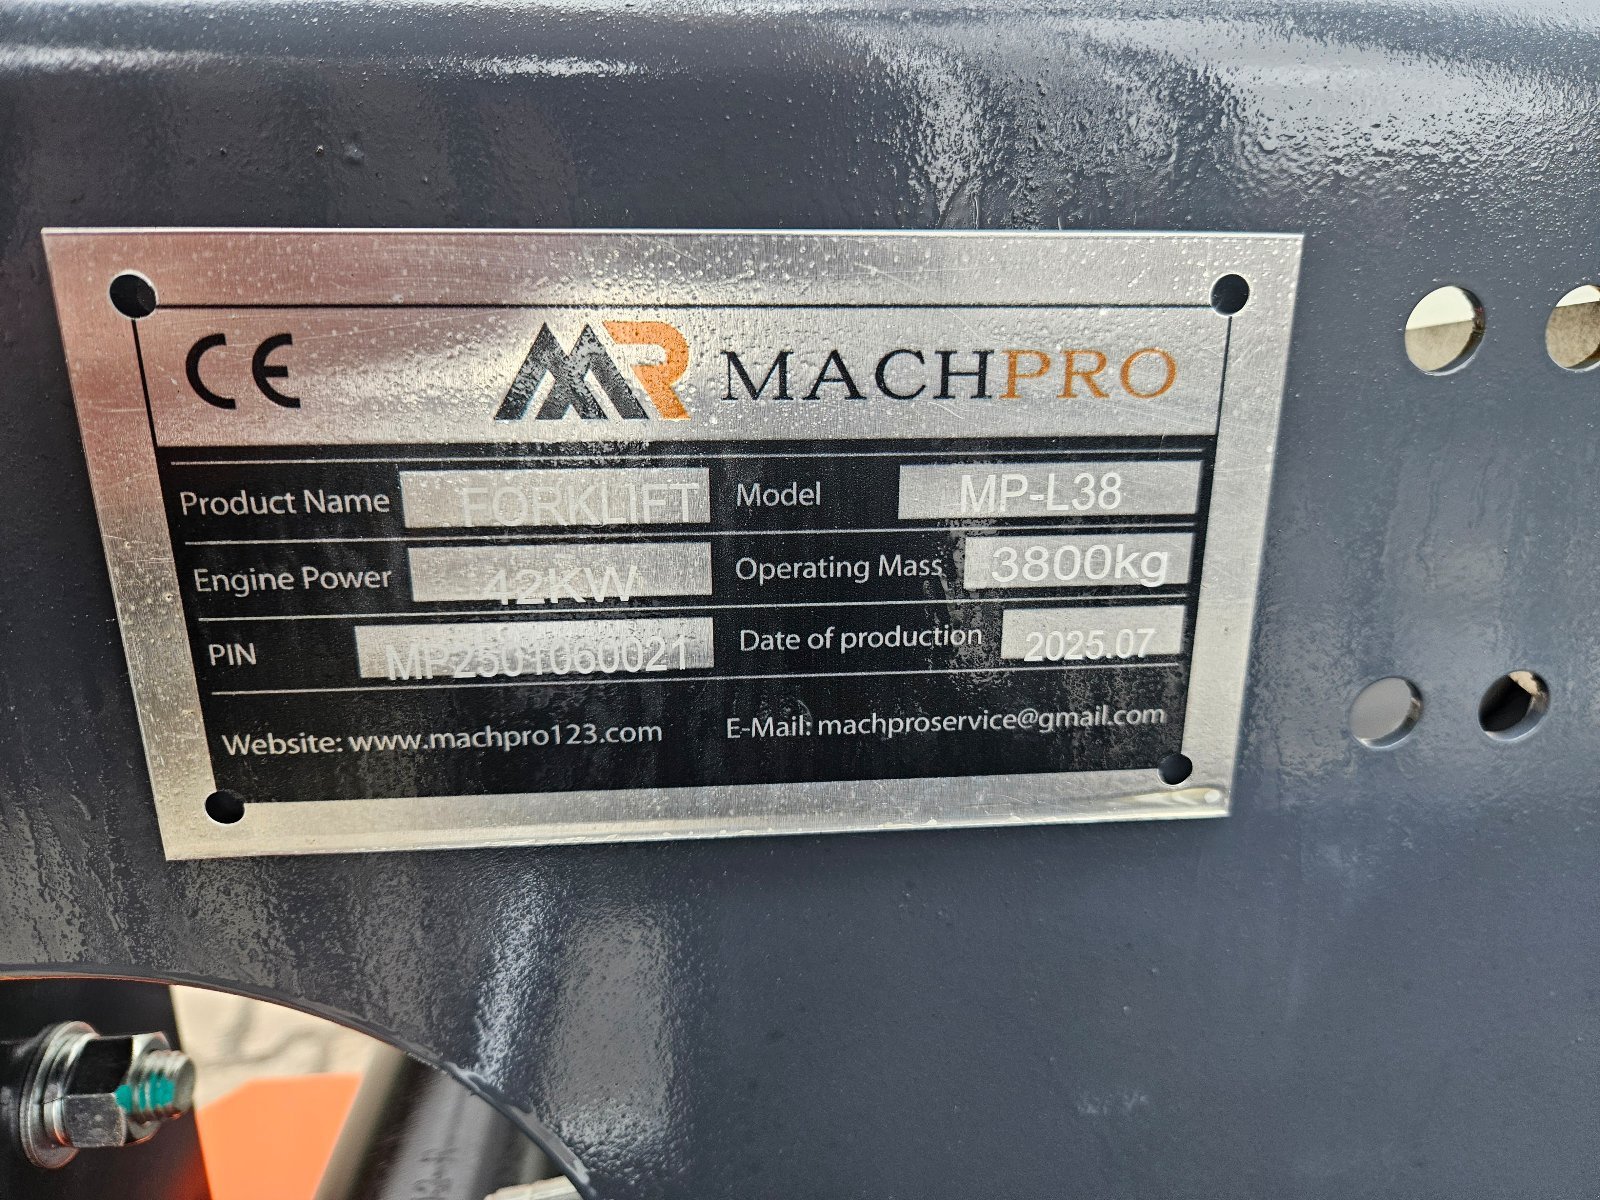 CE MR MACHPRO
Product Name FORKLIFT Model MP-L38
Engine Power 42KW Operating Mass 3800kg
PIN MP2501060021 Date of production 2025.07
Website: www.machpro123.com E-Mail: machproservice@gmail.com